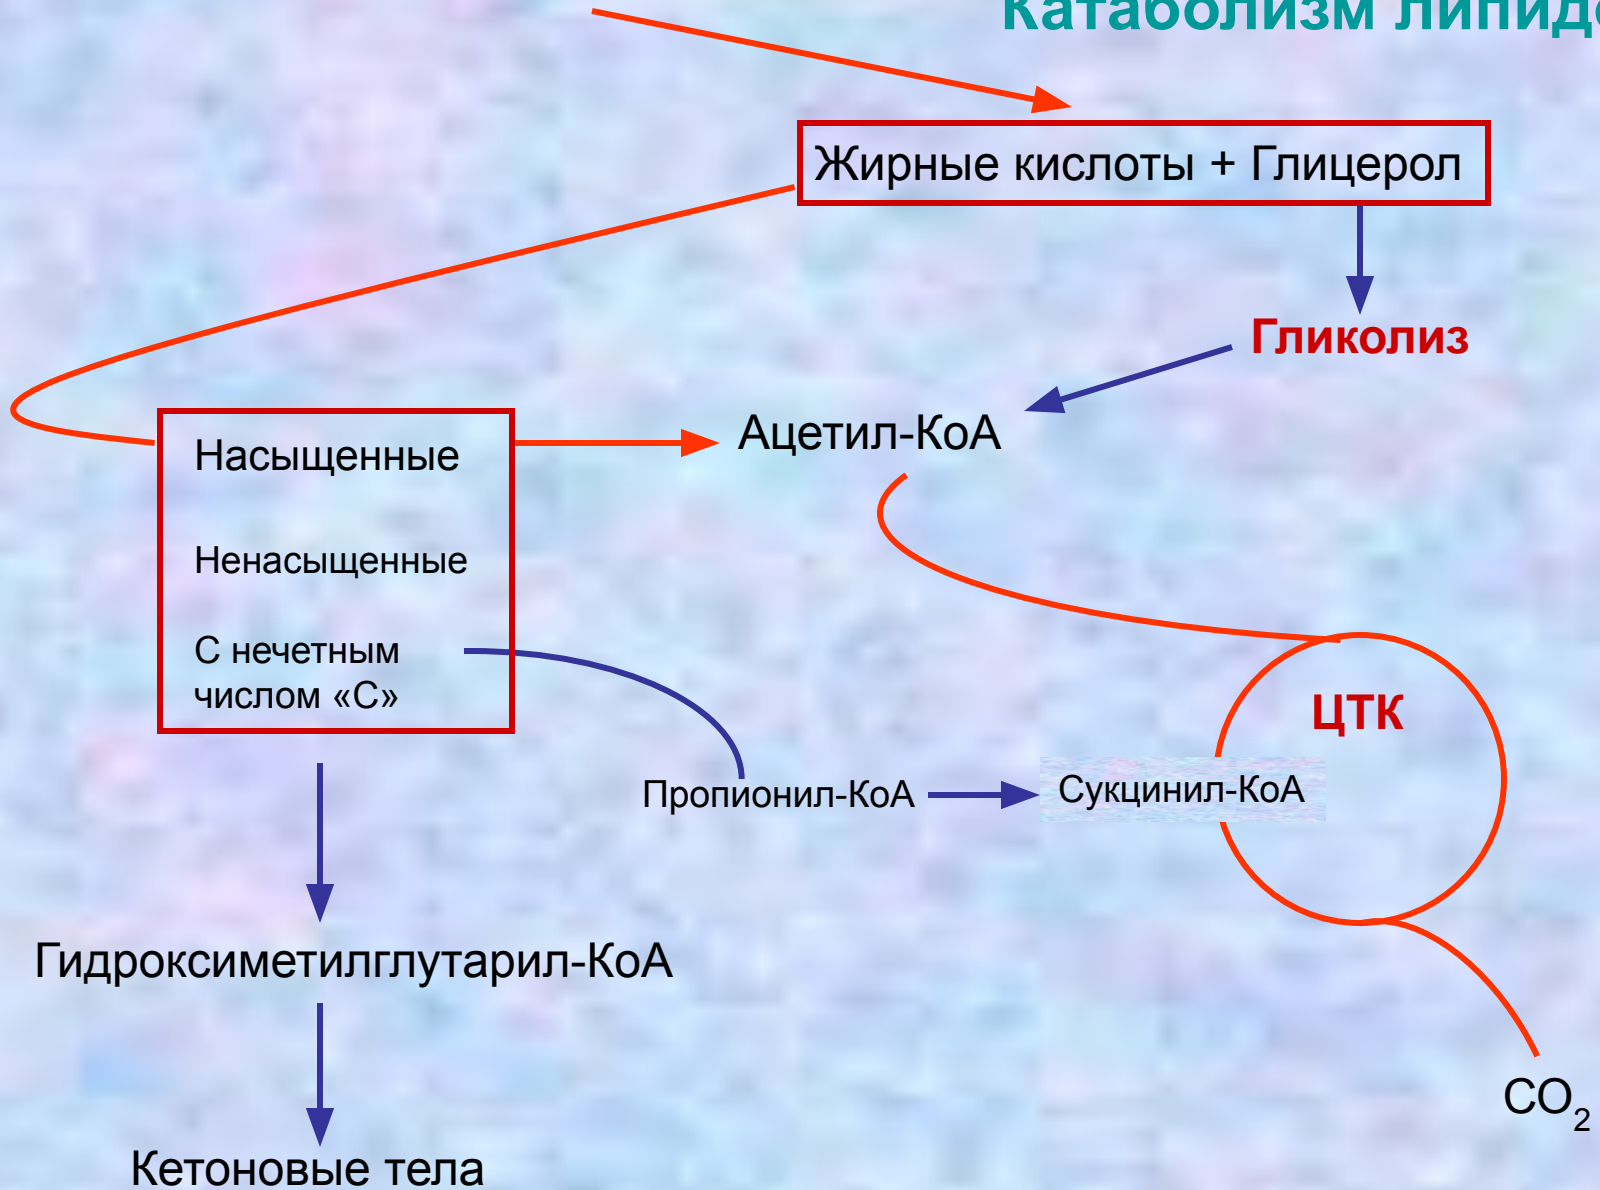 Катаболизм
Жирные кислоты + Глицерол
Гликолиз
Ацетил-КоА
Насыщенные
Ненасыщенные
С нечетным
числом «С»
ЦТК
Пропионил-КоА
Сукцинил-КоА
Гидроксиметилглутарил-КоА
CO₂
Кетоновые тела